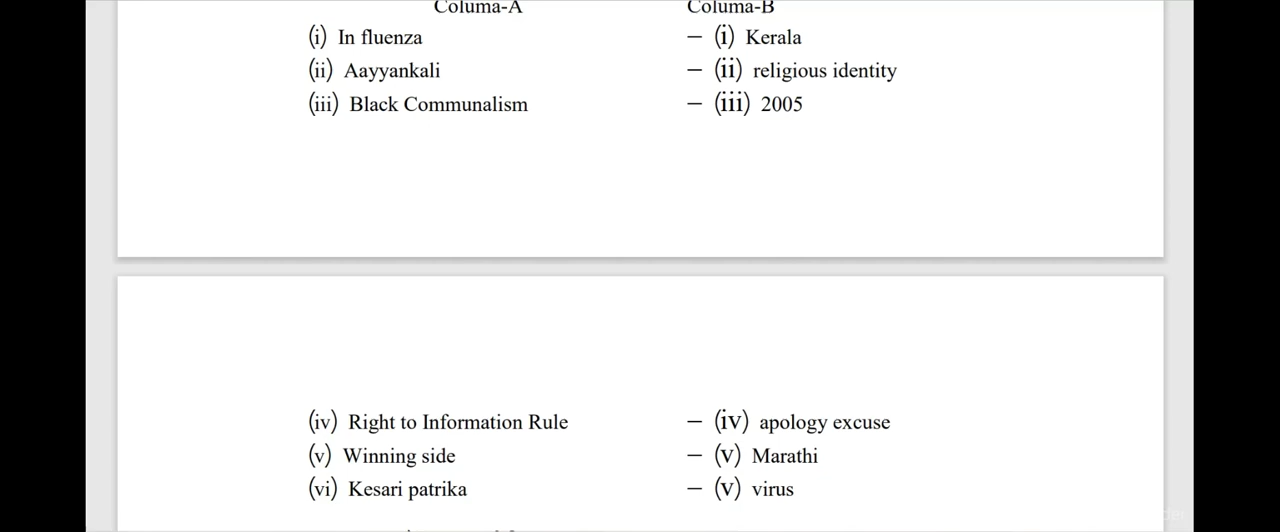 Columa-A Columa-B
(i) In fluenza – (i) Kerala
(ii) Aayyankali – (ii) religious identity
(iii) Black Communalism – (iii) 2005
(iv) Right to Information Rule – (iv) apology excuse
(v) Winning side – (v) Marathi
(vi) Kesari patrika – (v) virus